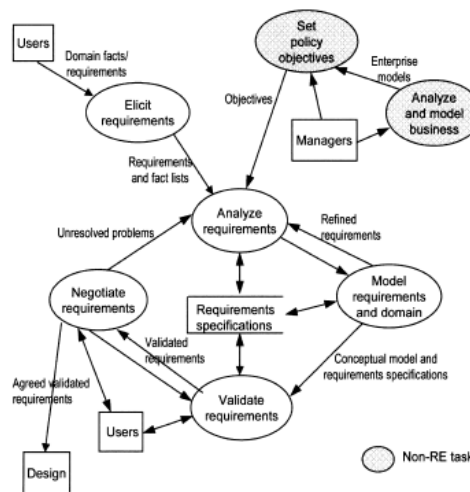 Users
Domain facts/
requirements
Set
policy
objectives
Enterprise
models
Elicit
requirements
Objectives
Managers
Analyze
and model
business
Requirements
and fact lists
Analyze
requirements
Unresolved problems
Refined
requirements
Negotiate
requirements
Requirements
specifications
Model
requirements
and domain
Validated
requirements
Conceptual model and
requirements specifications
Agreed validated
requirements
Users
Validate
requirements
Design
Non-RE task